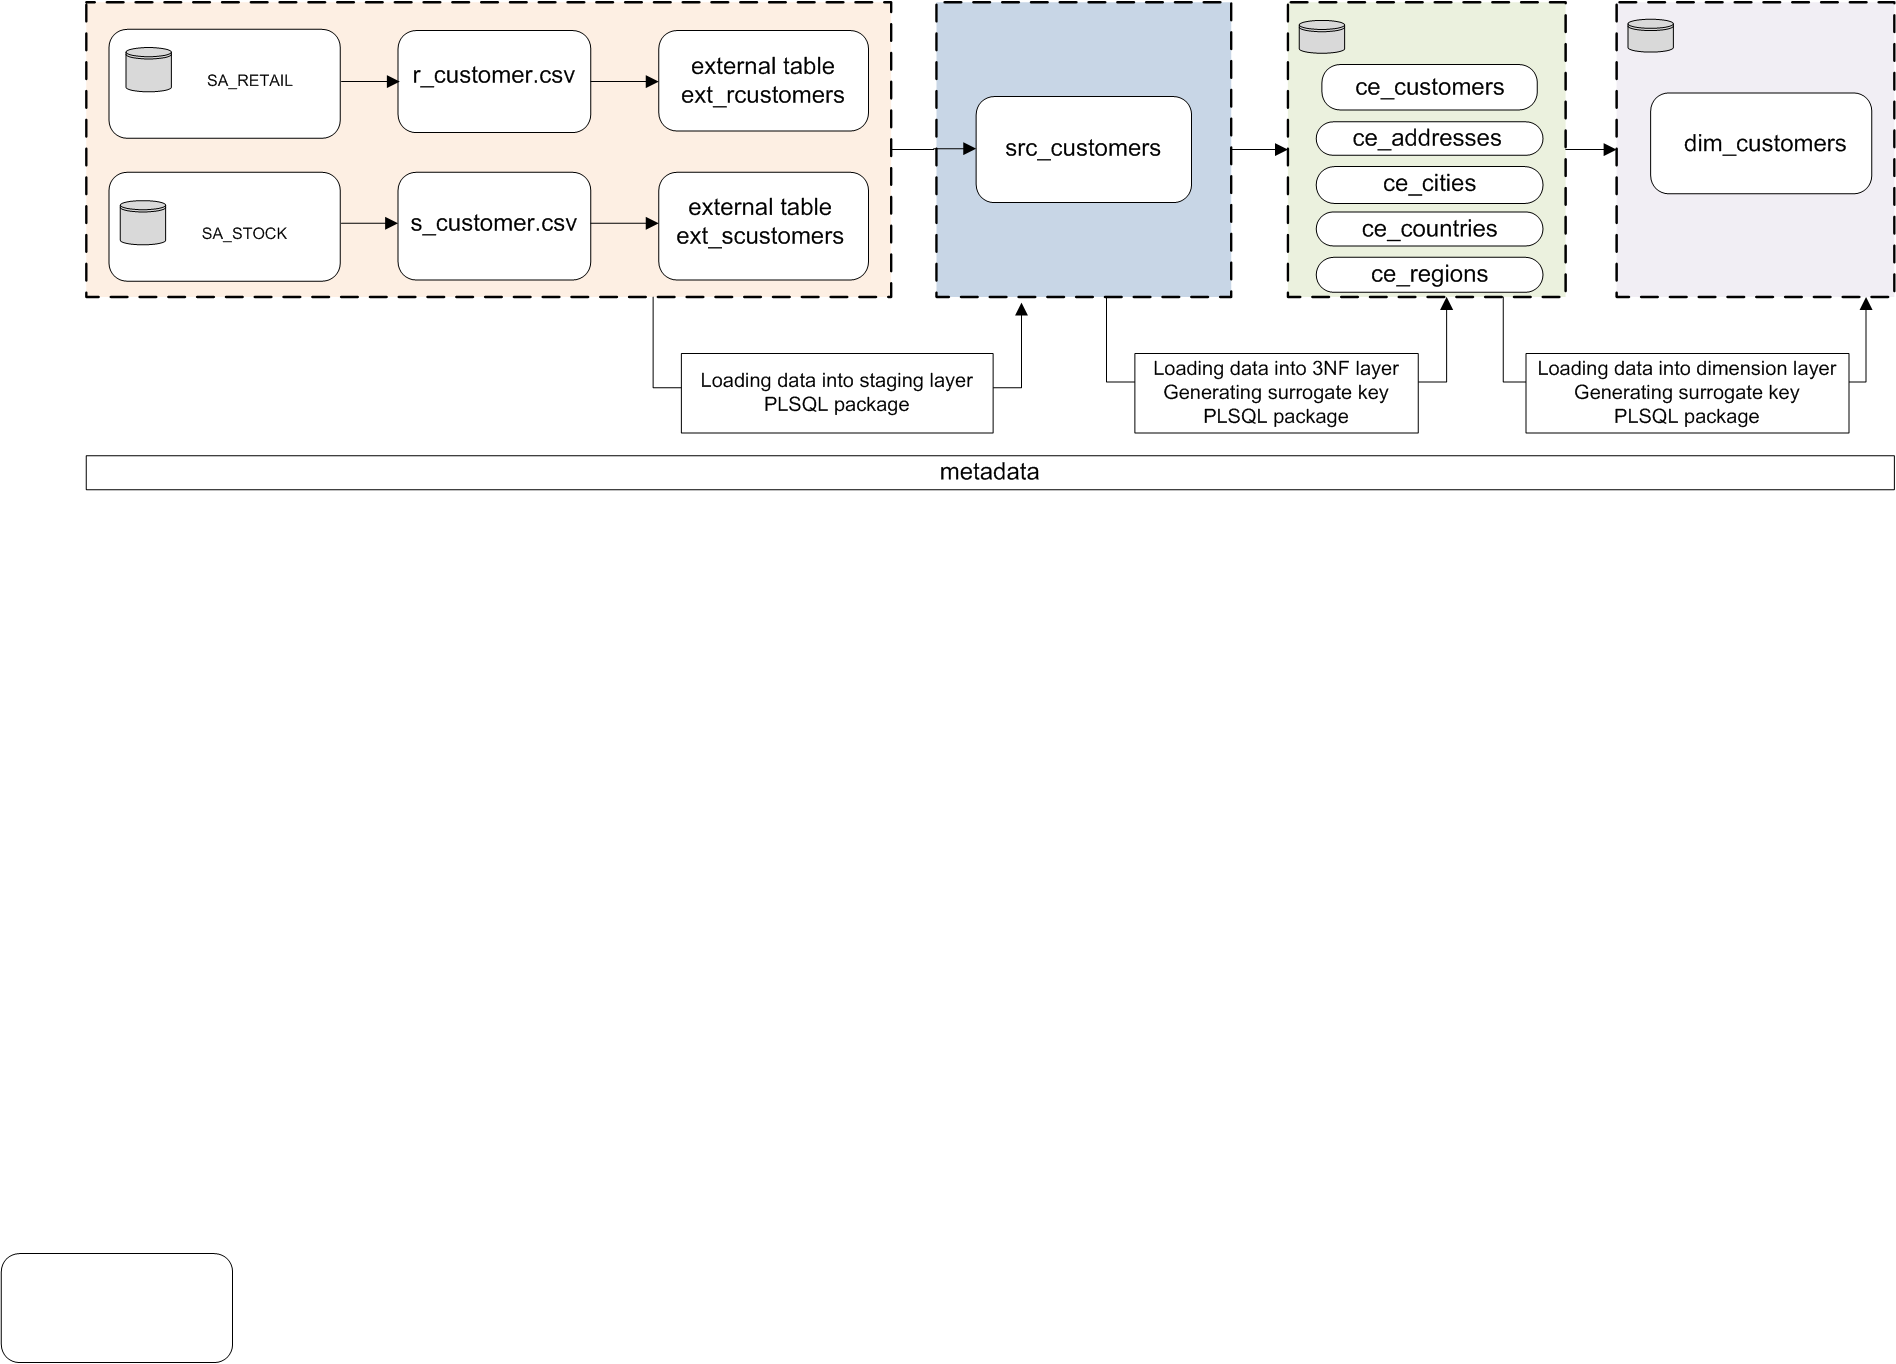 SA_RETAIL
r_customer.csv
external table
ext_rcustomers
SA_STOCK
s_customer.csv
external table
ext_scustomers
src_customers
ce_customers
ce_addresses
ce_cities
ce_countries
ce_regions
dim_customers
Loading data into staging layer
PLSQL package
Loading data into 3NF layer
Generating surrogate key
PLSQL package
Loading data into dimension layer
Generating surrogate key
PLSQL package
metadata